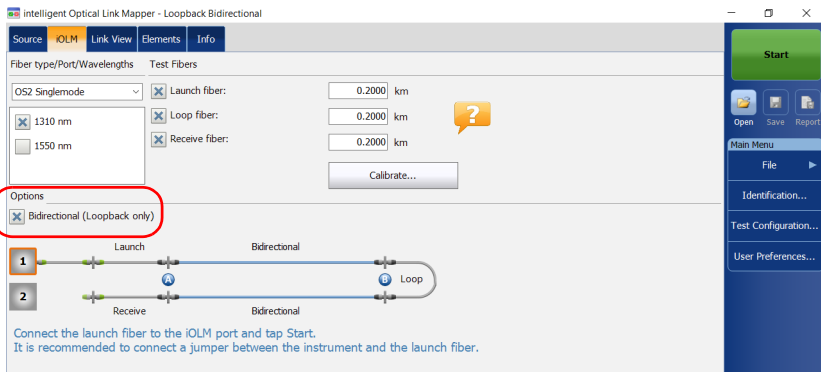 intelligent Optical Link Mapper - Loopback Bidirectional
Source iOLM Link View Elements Info
Start
Fiber type/Port/Wavelengths Test Fibers
OS2 Singlemode
Launch fiber: 0.2000 km
1310 nm
Loop fiber: 0.2000 km
?
Open Save Report
1550 nm
Receive fiber: 0.2000 km
Main Menu
File
Calibrate...
Options
Identification...
Bidirectional (Loopback only)
Test Configuration...
Launch Bidirectional
User Preferences...
1
A B Loop
2
Receive Bidirectional
Connect the launch fiber to the iOLM port and tap Start.
It is recommended to connect a jumper between the instrument and the launch fiber.